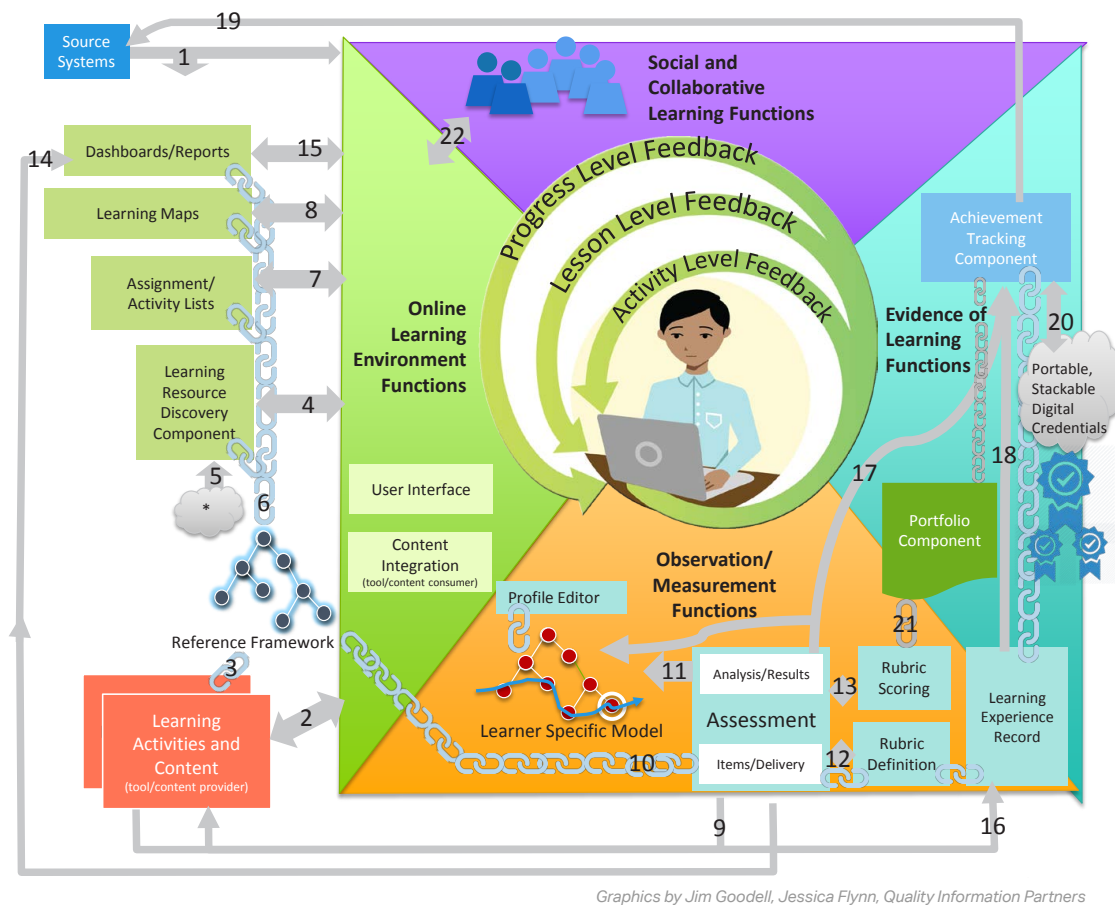 19
Source
Systems
1
Social and
Collaborative
Learning Functions
22
14
Dashboards/Reports
15
Learning Maps
8
Assignment/
Activity Lists
7
Learning
Resource
Discovery
Component
4
5
*
6
Reference Framework
3
Learning
Activities and
Content
(tool/content provider)
2
Online
Learning
Environment
Functions
User Interface
Content
Integration
(tool/content consumer)
Progress Level Feedback
Lesson Level Feedback
Activity Level Feedback
Achievement
Tracking
Component
Evidence of
Learning
Functions
20
Portable,
Stackable
Digital
Credentials
17
18
Portfolio
Component
Observation/
Measurement
Functions
Profile Editor
Learner Specific Model
11
Analysis/Results
Assessment
Items/Delivery
10
13
21
Rubric
Scoring
12
Rubric
Definition
Learning
Experience
Record
9
16
Graphics by Jim Goodell, Jessica Flynn, Quality Information Partners